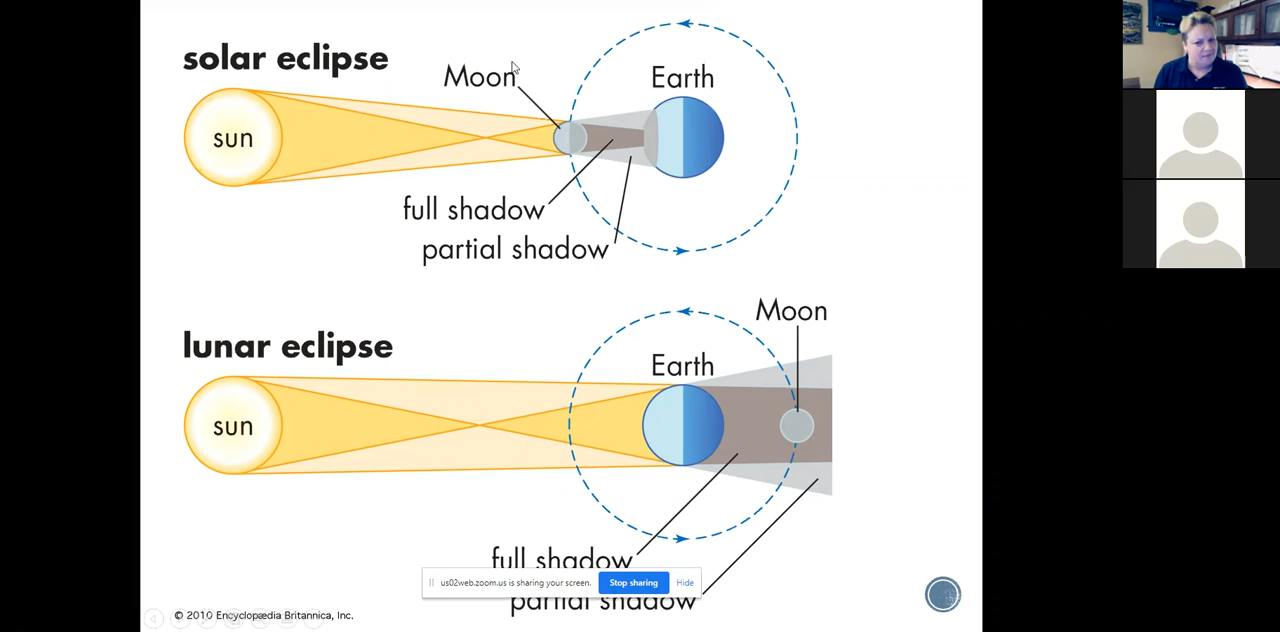 solar eclipse
Moon
Earth
sun
full shadow
partial shadow
lunar eclipse
Moon
Earth
sun
full shadow
us02web.zoom.us is sharing your screen.
Stop sharing
Hide
partial shadow
© 2010 Encyclopædia Britannica, Inc.